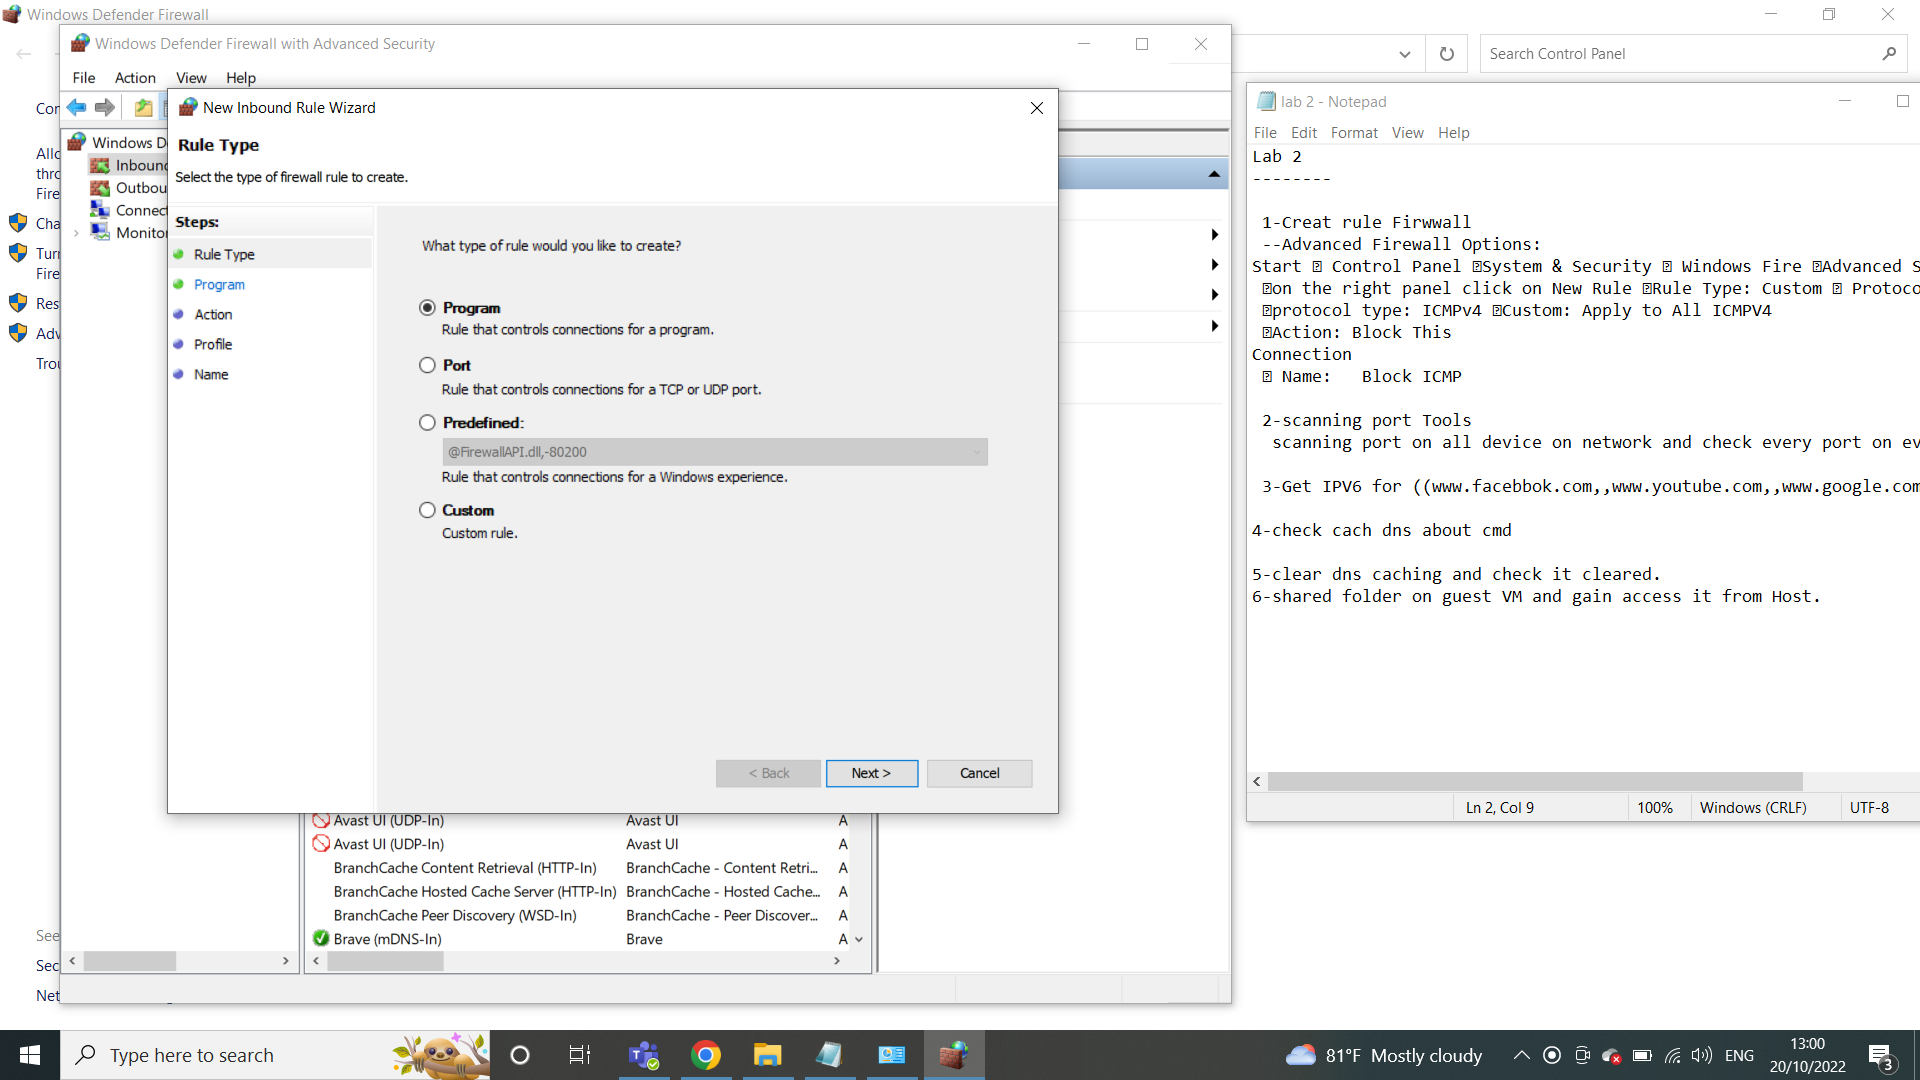 Windows Defender Firewall
Windows Defender Firewall with Advanced Security
File Action View Help
Search Control Panel
New Inbound Rule Wizard
Rule Type
Select the type of firewall rule to create.
Windows D
Inbound
Outbou
Connect
Monitor
Steps:
Rule Type
Program
Action
Profile
Name
What type of rule would you like to create?
Program
Rule that controls connections for a program.
Port
Rule that controls connections for a TCP or UDP port.
Predefined:
@FirewallAPI.dll,-80200
Rule that controls connections for a Windows experience.
Custom
Custom rule.
< Back Next > Cancel
Avast UI (UDP-In) Avast UI A
Avast UI (UDP-In) Avast UI A
BranchCache Content Retrieval (HTTP-In) BranchCache - Content Retri... A
BranchCache Hosted Cache Server (HTTP-In) BranchCache - Hosted Cache... A
BranchCache Peer Discovery (WSD-In) BranchCache - Peer Discover... A
Brave (mDNS-In) Brave A
Cor
Allo
thro
Fire
Cha
Turn
Fire
Res
Adv
Trou
See
Sec
Net
lab 2 - Notepad
File Edit Format View Help
Lab 2
--------
1-Creat rule Firwwall
--Advanced Firewall Options:
Start Control Panel System & Security Windows Fire Advanced S
on the right panel click on New Rule Rule Type: Custom Protoco
protocol type: ICMPv4 Custom: Apply to All ICMPV4
Action: Block This
Connection
Name: Block ICMP
2-scanning port Tools
scanning port on all device on network and check every port on ev
3-Get IPV6 for ((www.facebbok.com,,www.youtube.com,,www.google.com
4-check cach dns about cmd
5-clear dns caching and check it cleared.
6-shared folder on guest VM and gain access it from Host.
Ln 2, Col 9 100% Windows (CRLF) UTF-8
Type here to search
81°F Mostly cloudy
ENG
13:00
20/10/2022
3